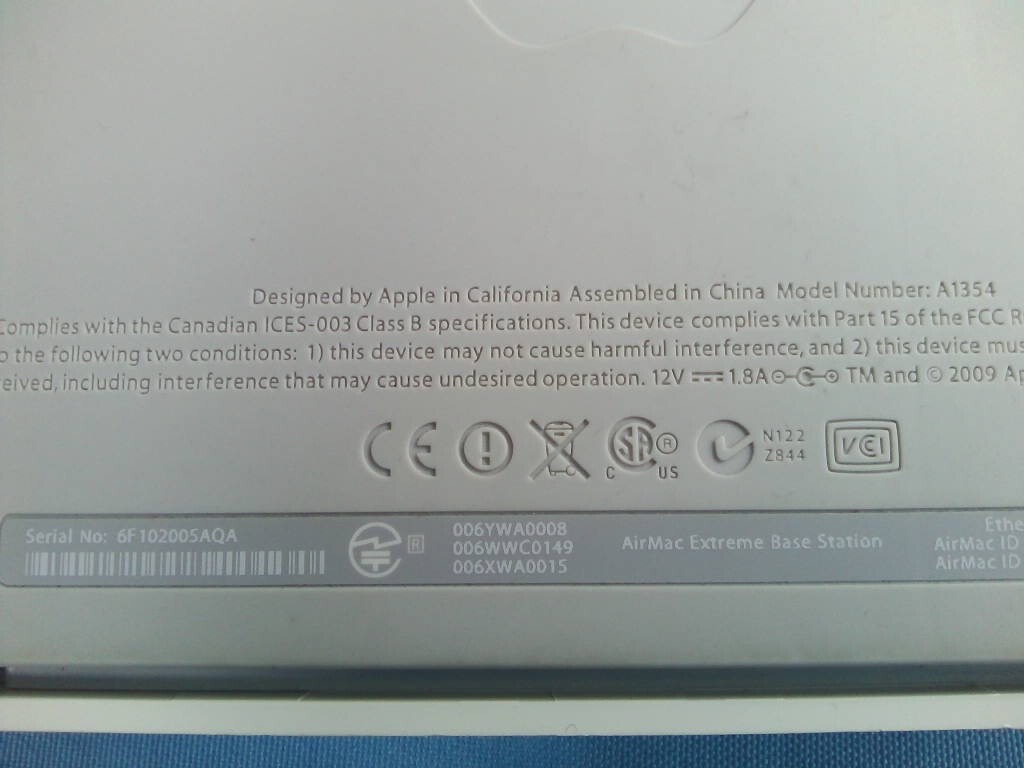 Designed by Apple in California Assembled in China Model Number: A1354
Complies with the Canadian ICES-003 Class B specifications. This device complies with Part 15 of the FCC R
o the following two conditions: 1) this device may not cause harmful interference, and 2) this device mus
eived, including interference that may cause undesired operation. 12V 1.8A TM and © 2009 Ap
CE SA ® C US N122 Z844 VCI
Serial No: 6F102005AQA
R
006YWA0008
006WWC0149
006XWA0015
AirMac Extreme Base Station
Ethe
AirMac ID
AirMac ID